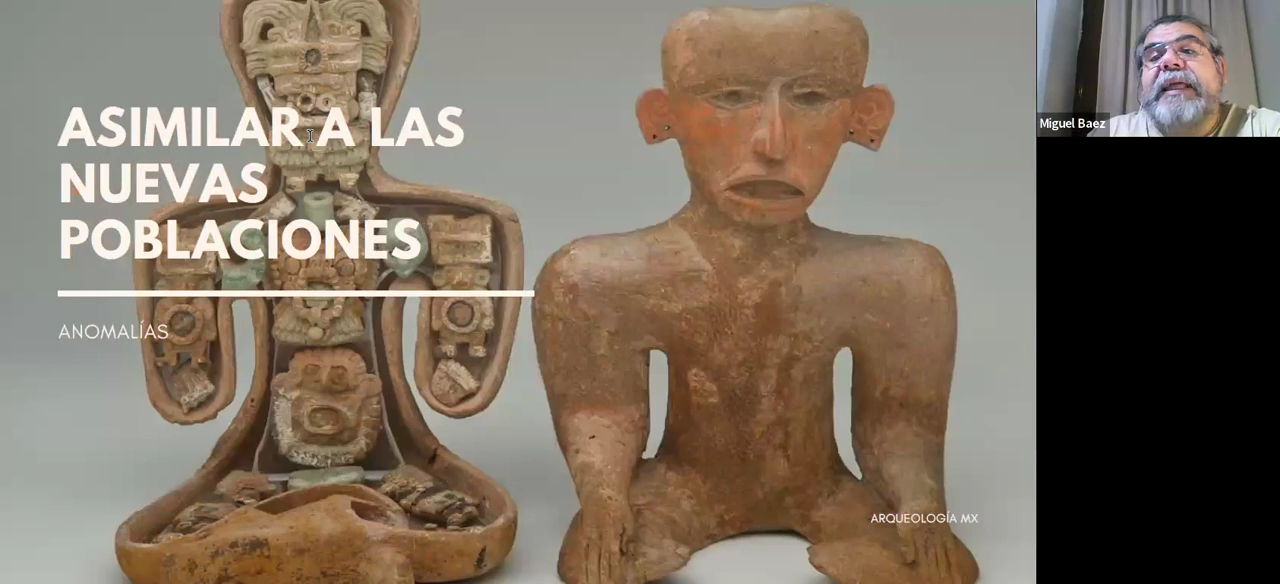 ASIMILAR A LAS
NUEVAS
POBLACIONES
ANOMALÍAS
ARQUEOLOGÍA MX
Miguel Baez